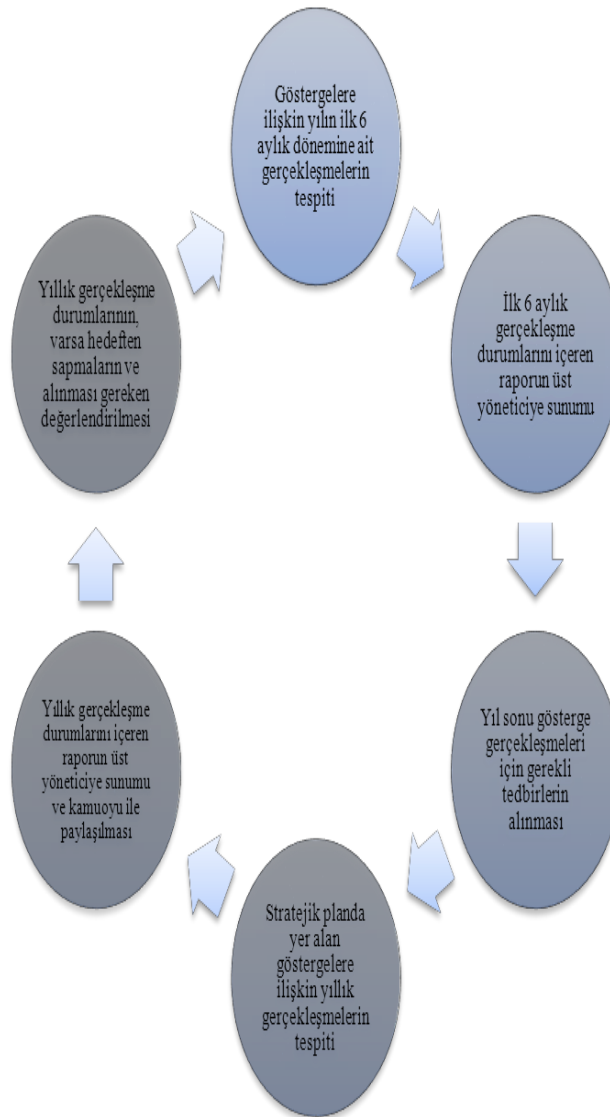 Göstergelere
ilişkin yılın ilk 6
aylık dönemine ait
gerçekleşmelerin
tespiti
İlk 6 aylık
gerçekleşme
durumlarını içeren
raporun üst
yöneticiye sunumu
Yıl sonu gösterge
gerçekleşmeleri
için gerekli
tedbirlerin
alınması
Stratejik planda
yer alan
göstergelere
ilişkin yıllık
gerçekleşmelerin
tespiti
Yıllık gerçekleşme
durumlarını içeren
raporun üst
yöneticiye sunumu
ve kamuoyu ile
paylaşılması
Yıllık gerçekleşme
durumlarının,
varsa hedeften
sapmaların ve
alınması gereken
değerlendirilmesi